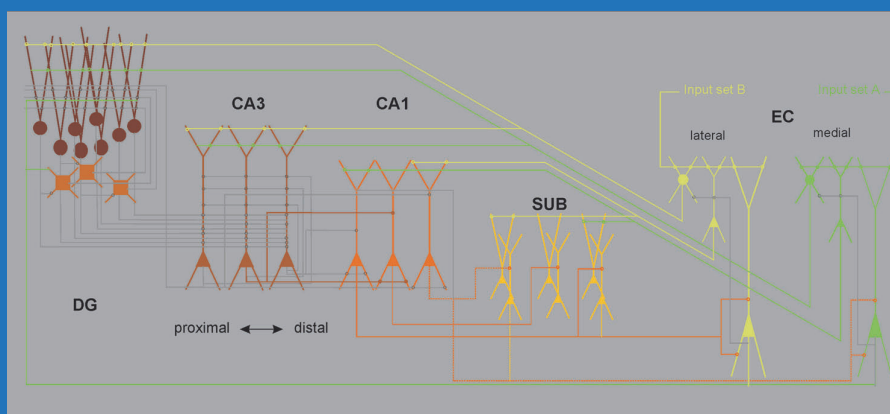 CA3
CA1
Input set B
Input set A
EC
lateral
medial
SUB
DG
proximal
distal